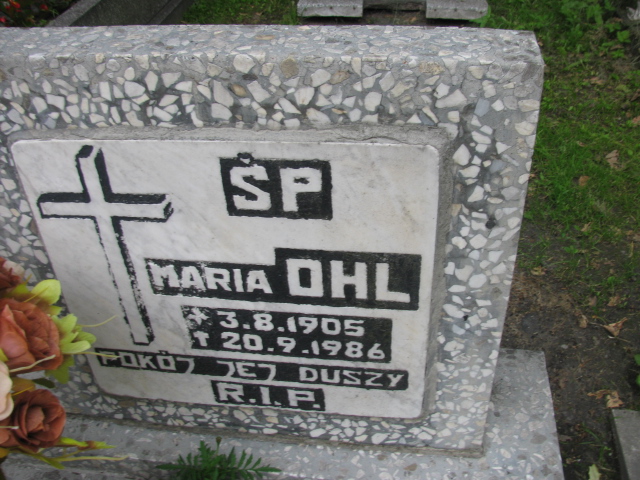 ŚP
MARIA OHL
* 3.8.1905
† 20.9.1986
POKÓJ JEJ DUSZY
R.I.P.